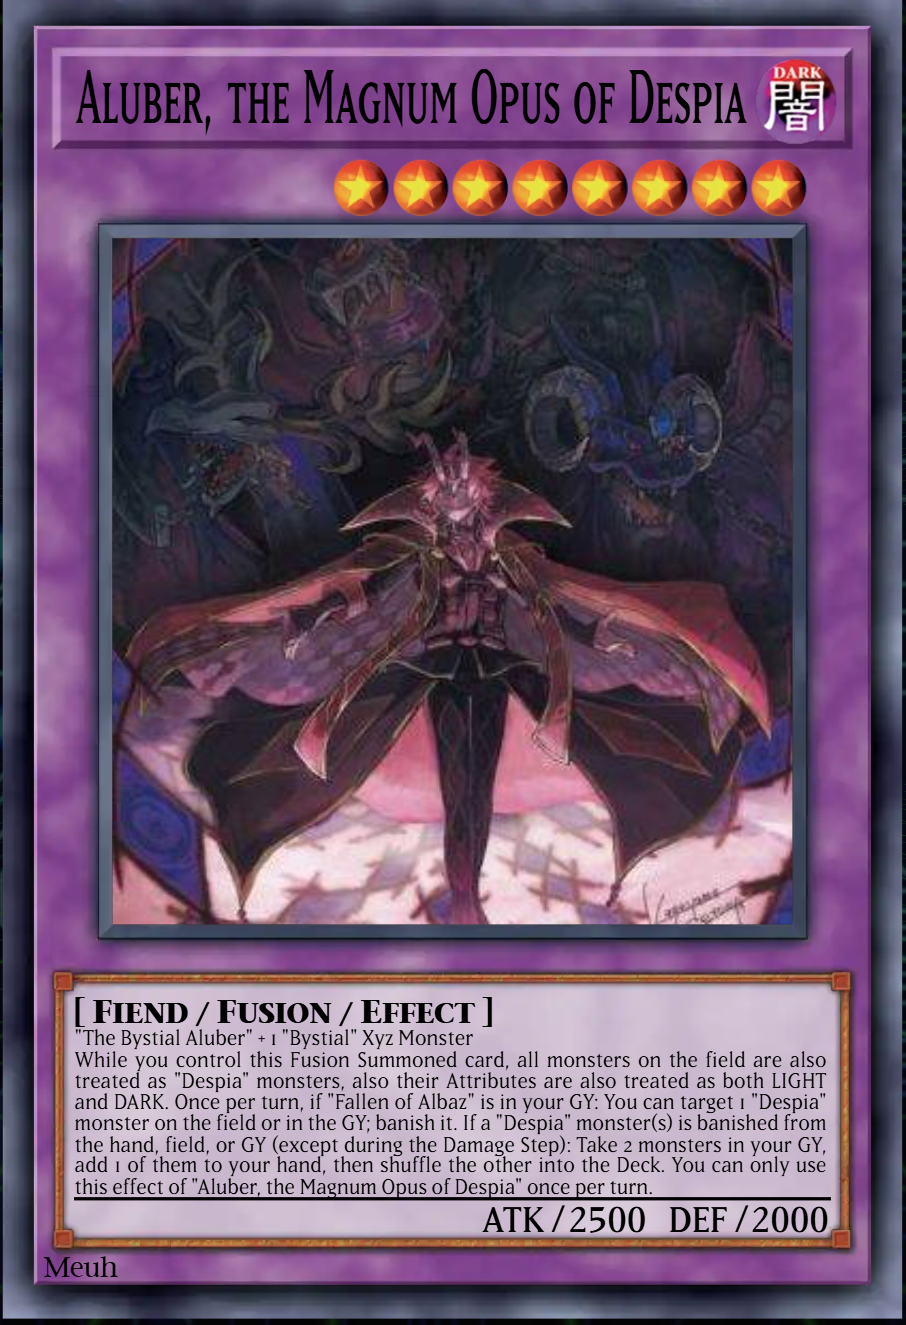 Aluber, the Magnum Opus of Despia
DARK
闇
[ Fiend / Fusion / Effect ]
"The Bystial Aluber" + 1 "Bystial" Xyz Monster
While you control this Fusion Summoned card, all monsters on the field are also
treated as "Despia" monsters, also their Attributes are also treated as both LIGHT
and DARK. Once per turn, if "Fallen of Albaz" is in your GY: You can target 1 "Despia"
monster on the field or in the GY; banish it. If a "Despia" monster(s) is banished from
the hand, field, or GY (except during the Damage Step): Take 2 monsters in your GY,
add 1 of them to your hand, then shuffle the other into the Deck. You can only use
this effect of "Aluber, the Magnum Opus of Despia" once per turn.
ATK/2500 DEF/2000
Meuh